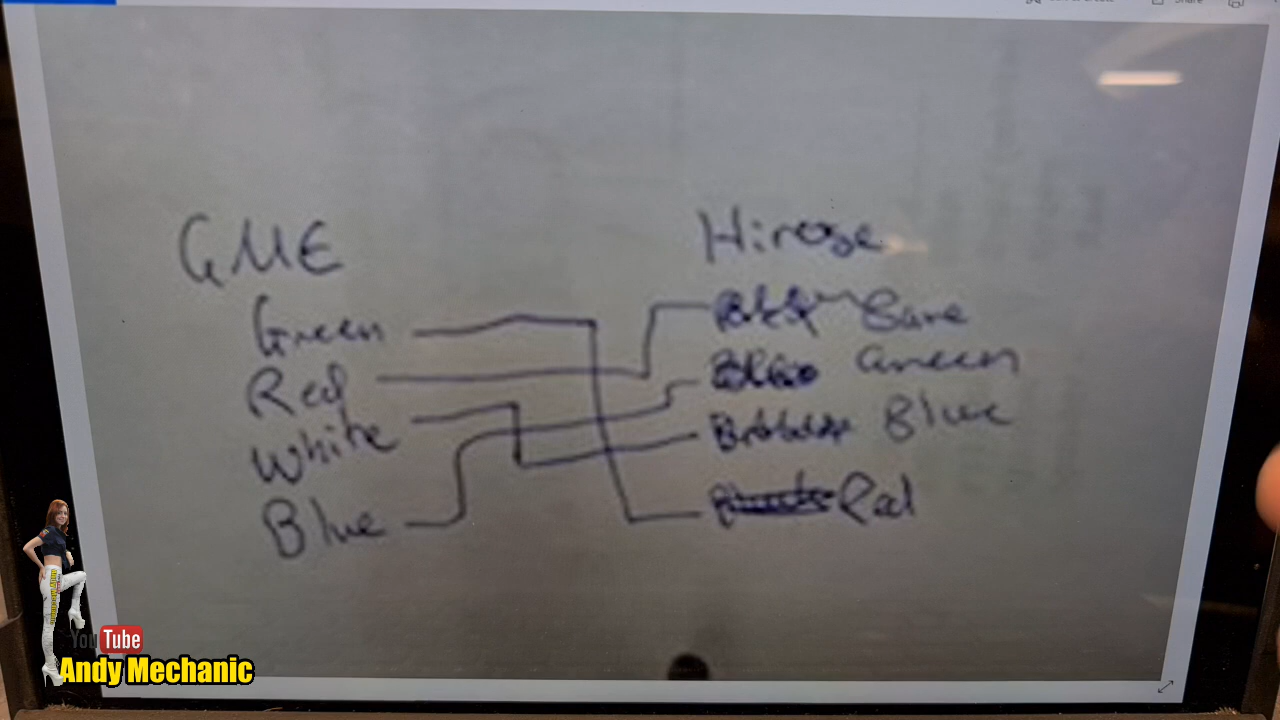 GME
Hirose
Green
Bare
Red
Green
White
Blue
Blue
Red
YouTube
Andy Mechanic